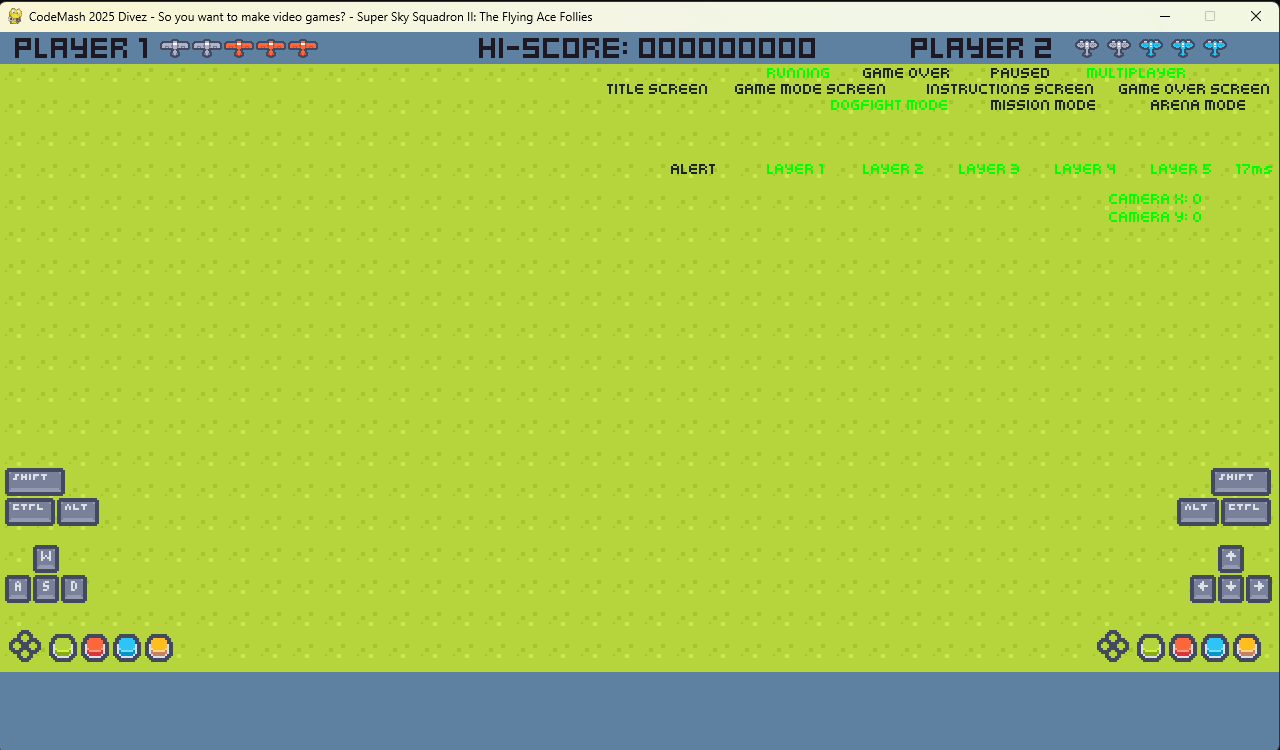 CodeMash 2025 Divez - So you want to make video games? - Super Sky Squadron II: The Flying Ace Follies
PLAYER 1 HI-SCORE: 000000000 PLAYER 2
RUNNING GAME OVER PAUSED MULTIPLAYER
TITLE SCREEN GAME MODE SCREEN INSTRUCTIONS SCREEN GAME OVER SCREEN
DOGFIGHT MODE MISSION MODE ARENA MODE
ALERT LAYER 1 LAYER 2 LAYER 3 LAYER 4 LAYER 5 17ms
CAMERA X: 0
CAMERA Y: 0
SHIFT SHIFT
CTRL ALT ALT CTRL
W
A S D